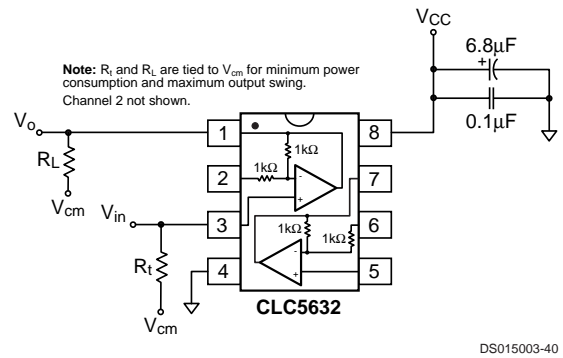 VCC
6.8μF
+
0.1μF
Note: Rt and RL are tied to Vcm for minimum power
consumption and maximum output swing.
Channel 2 not shown.
Vo
RL
Vcm
Vin
Rt
Vcm
1
8
1kΩ
2
1kΩ
-
7
+
3
1kΩ
1kΩ
6
-
4
+
5
CLC5632
DS015003-40